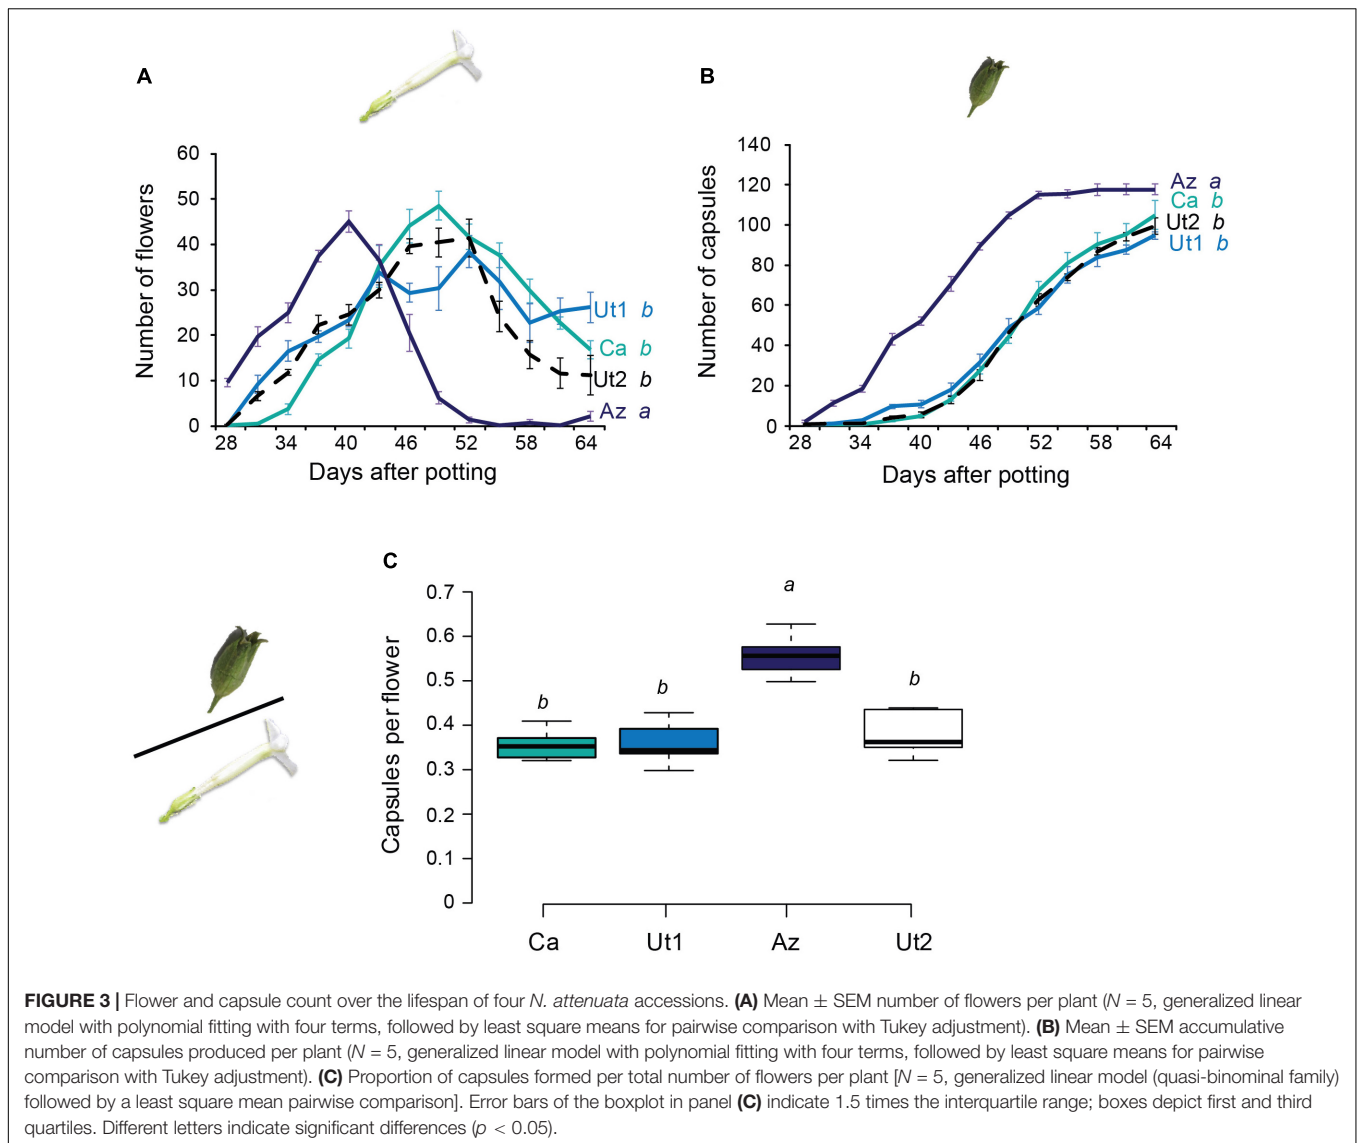 A
B
Number of flowers
60
50
40
30
20
10
0
28 34 40 46 52 58 64
Days after potting
Ut1 b
Ca b
Ut2 b
Az a
Number of capsules
140
120
100
80
60
40
20
0
28 34 40 46 52 58 64
Days after potting
Az a
Ca b
Ut2 b
Ut1 b
C
Capsules per flower
0.7
0.6
0.5
0.4
0.3
0.2
0.1
0
b
b
a
b
Ca Ut1 Az Ut2
FIGURE 3 | Flower and capsule count over the lifespan of four N. attenuata accessions. (A) Mean ± SEM number of flowers per plant (N = 5, generalized linear
model with polynomial fitting with four terms, followed by least square means for pairwise comparison with Tukey adjustment). (B) Mean ± SEM accumulative
number of capsules produced per plant (N = 5, generalized linear model with polynomial fitting with four terms, followed by least square means for pairwise
comparison with Tukey adjustment). (C) Proportion of capsules formed per total number of flowers per plant [N = 5, generalized linear model (quasi-binominal family)
followed by a least square mean pairwise comparison]. Error bars of the boxplot in panel (C) indicate 1.5 times the interquartile range; boxes depict first and third
quartiles. Different letters indicate significant differences (p < 0.05).